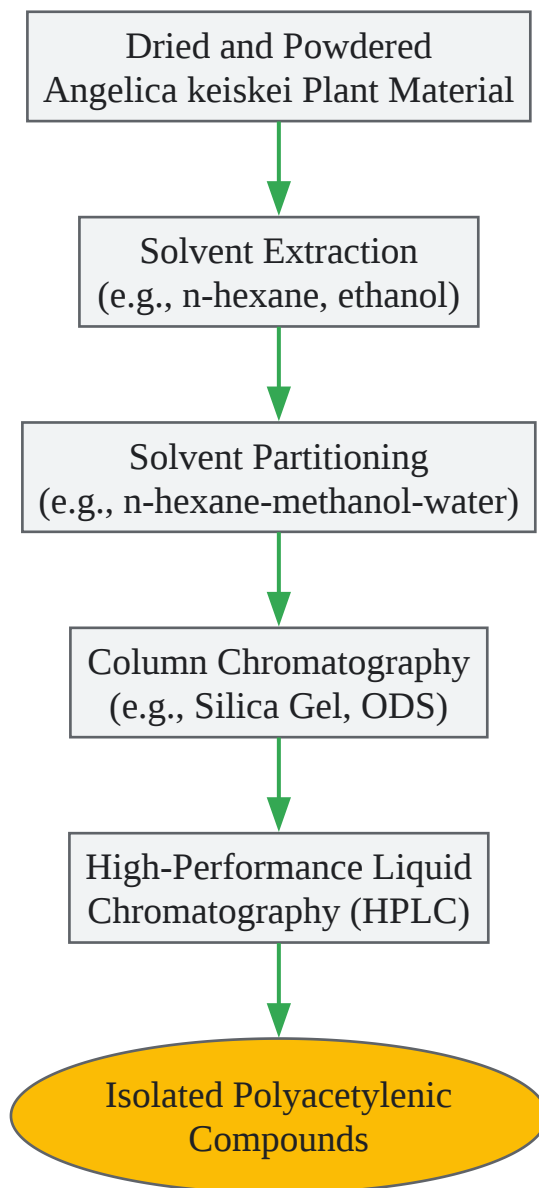 Dried and Powdered
Angelica keiskei Plant Material
Solvent Extraction
(e.g., n-hexane, ethanol)
Solvent Partitioning
(e.g., n-hexane-methanol-water)
Column Chromatography
(e.g., Silica Gel, ODS)
High-Performance Liquid
Chromatography (HPLC)
Isolated Polyacetylenic
Compounds